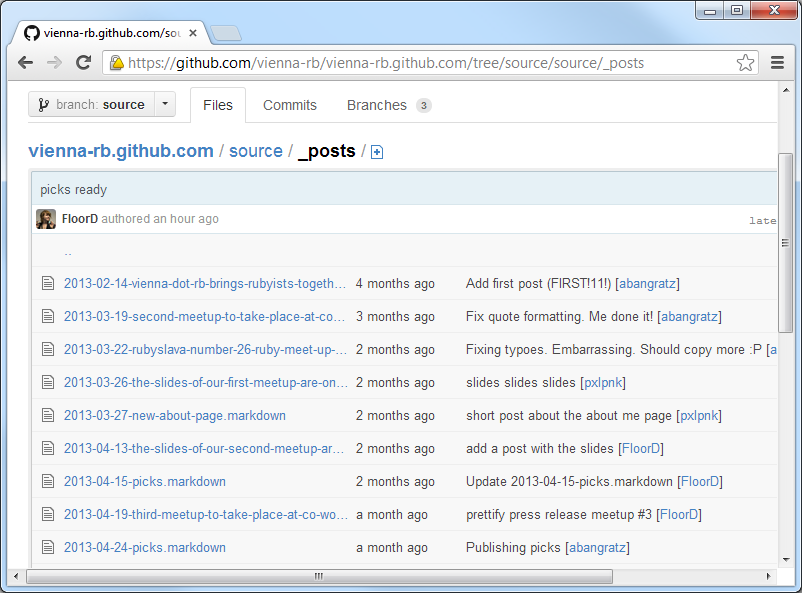 vienna-rb.github.com/sou
https://github.com/vienna-rb/vienna-rb.github.com/tree/source/source/_posts
branch: source Files Commits Branches 3
vienna-rb.github.com / source / _posts /
picks ready
FloorD authored an hour ago late
..
2013-02-14-vienna-dot-rb-brings-rubyists-togeth… 4 months ago Add first post (FIRST!11!) [abangratz]
2013-03-19-second-meetup-to-take-place-at-co… 3 months ago Fix quote formatting. Me done it! [abangratz]
2013-03-22-rubyslava-number-26-ruby-meet-up-… 2 months ago Fixing typoes. Embarrassing. Should copy more :P [a
2013-03-26-the-slides-of-our-first-meetup-are-on… 2 months ago slides slides slides [pxlpnk]
2013-03-27-new-about-page.markdown 2 months ago short post about the about me page [pxlpnk]
2013-04-13-the-slides-of-our-second-meetup-ar… 2 months ago add a post with the slides [FloorD]
2013-04-15-picks.markdown 2 months ago Update 2013-04-15-picks.markdown [FloorD]
2013-04-19-third-meetup-to-take-place-at-co-wo… a month ago prettify press release meetup #3 [FloorD]
2013-04-24-picks.markdown a month ago Publishing picks [abangratz]